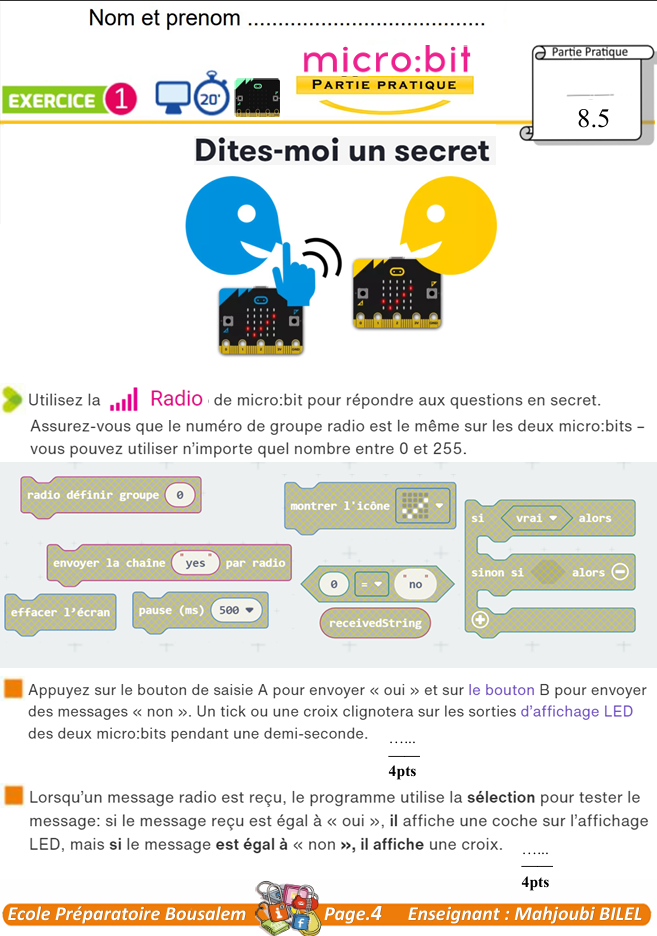 Nom et prenom .....................................
micro:bit
PARTIE PRATIQUE
Partie Pratique
EXERCICE 1
20'
8.5
Dites-moi un secret
Utilisez la Radio de micro:bit pour répondre aux questions en secret.
Assurez-vous que le numéro de groupe radio est le même sur les deux micro:bits –
vous pouvez utiliser n'importe quel nombre entre 0 et 255.
radio définir groupe 0
montrer l'icône
si vrai alors
envoyer la chaîne "yes" par radio
sinon si alors
0 = "no"
effacer l'écran
pause (ms) 500
receivedString
Appuyez sur le bouton de saisie A pour envoyer « oui » et sur le bouton B pour envoyer
des messages « non ». Un tick ou une croix clignotera sur les sorties d'affichage LED
des deux micro:bits pendant une demi-seconde.
......
4pts
Lorsqu'un message radio est reçu, le programme utilise la sélection pour tester le
message: si le message reçu est égal à « oui », il affiche une coche sur l'affichage
LED, mais si le message est égal à « non », il affiche une croix.
......
4pts
Ecole Préparatoire Bousalem Page.4 Enseignant : Mahjoubi BILEL